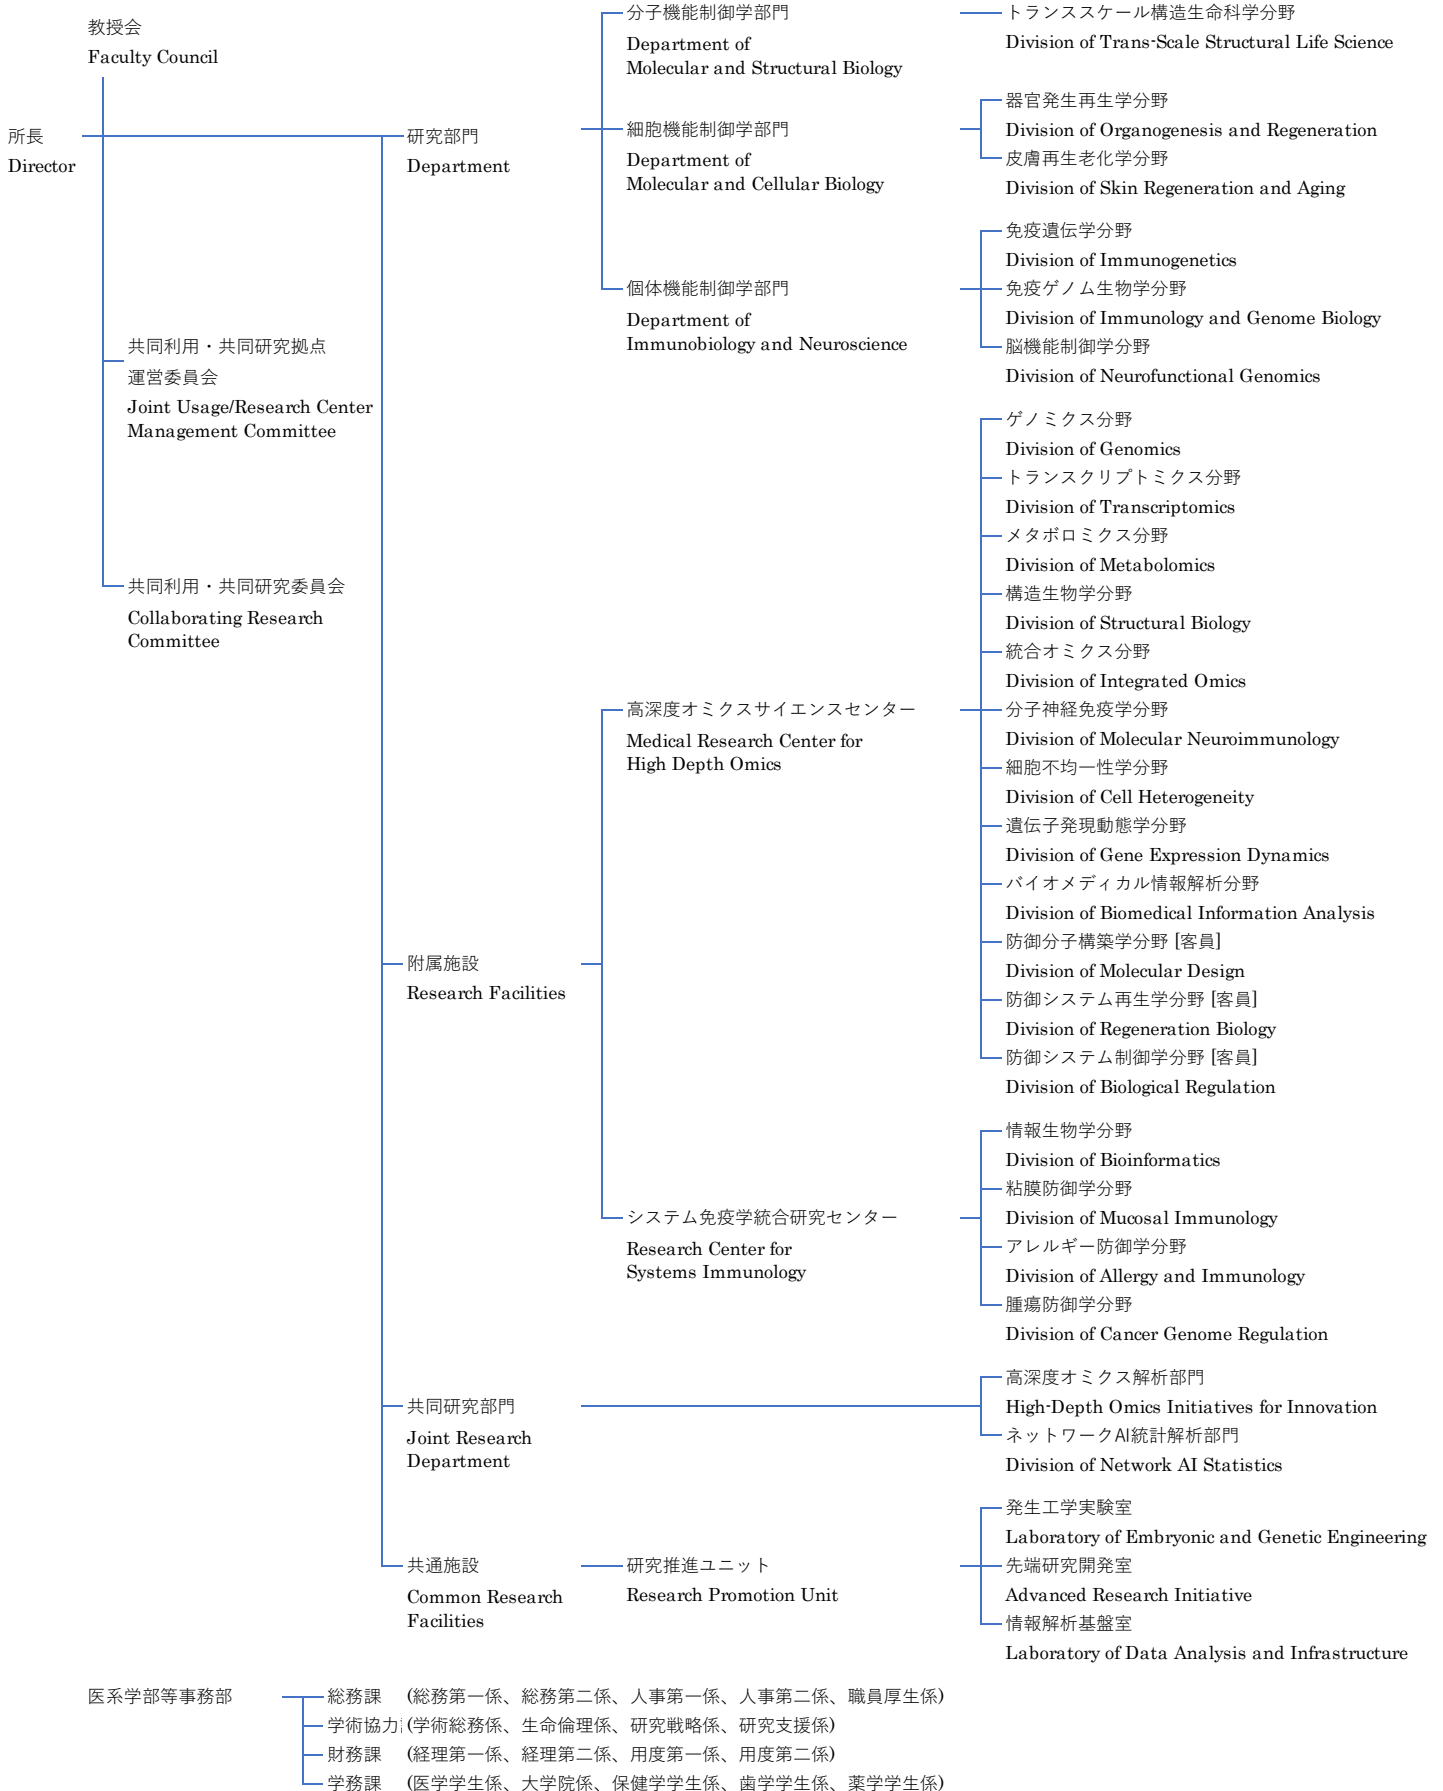 教授会
Faculty Council
所長
Director
共同利用・共同研究拠点
運営委員会
Joint Usage/Research Center
Management Committee
共同利用・共同研究委員会
Collaborating Research
Committee
研究部門
Department
分子機能制御学部門
Department of
Molecular and Structural Biology
トランススケール構造生命科学分野
Division of Trans-Scale Structural Life Science
細胞機能制御学部門
Department of
Molecular and Cellular Biology
器官発生再生学分野
Division of Organogenesis and Regeneration
皮膚再生老化学分野
Division of Skin Regeneration and Aging
個体機能制御学部門
Department of
Immunobiology and Neuroscience
免疫遺伝学分野
Division of Immunogenetics
免疫ゲノム生物学分野
Division of Immunology and Genome Biology
脳機能制御学分野
Division of Neurofunctional Genomics
附属施設
Research Facilities
高深度オミクスサイエンスセンター
Medical Research Center for
High Depth Omics
ゲノミクス分野
Division of Genomics
トランスクリプトミクス分野
Division of Transcriptomics
メタボロミクス分野
Division of Metabolomics
構造生物学分野
Division of Structural Biology
統合オミクス分野
Division of Integrated Omics
分子神経免疫学分野
Division of Molecular Neuroimmunology
細胞不均一性学分野
Division of Cell Heterogeneity
遺伝子発現動態学分野
Division of Gene Expression Dynamics
バイオメディカル情報解析分野
Division of Biomedical Information Analysis
防御分子構築学分野 [客員]
Division of Molecular Design
防御システム再生学分野 [客員]
Division of Regeneration Biology
防御システム制御学分野 [客員]
Division of Biological Regulation
システム免疫学統合研究センター
Research Center for
Systems Immunology
情報生物学分野
Division of Bioinformatics
粘膜防御学分野
Division of Mucosal Immunology
アレルギー防御学分野
Division of Allergy and Immunology
腫瘍防御学分野
Division of Cancer Genome Regulation
共同研究部門
Joint Research
Department
高深度オミクス解析部門
High-Depth Omics Initiatives for Innovation
ネットワークAI統計解析部門
Division of Network AI Statistics
共通施設
Common Research
Facilities
研究推進ユニット
Research Promotion Unit
発生工学実験室
Laboratory of Embryonic and Genetic Engineering
先端研究開発室
Advanced Research Initiative
情報解析基盤室
Laboratory of Data Analysis and Infrastructure
医系学部等事務部
総務課 (総務第一係、総務第二係、人事第一係、人事第二係、職員厚生係)
学術協力 (学術総務係、生命倫理係、研究戦略係、研究支援係)
財務課 (経理第一係、経理第二係、用度第一係、用度第二係)
学務課 (医学学生係、大学院係、保健学学生係、歯学学生係、薬学学生係)